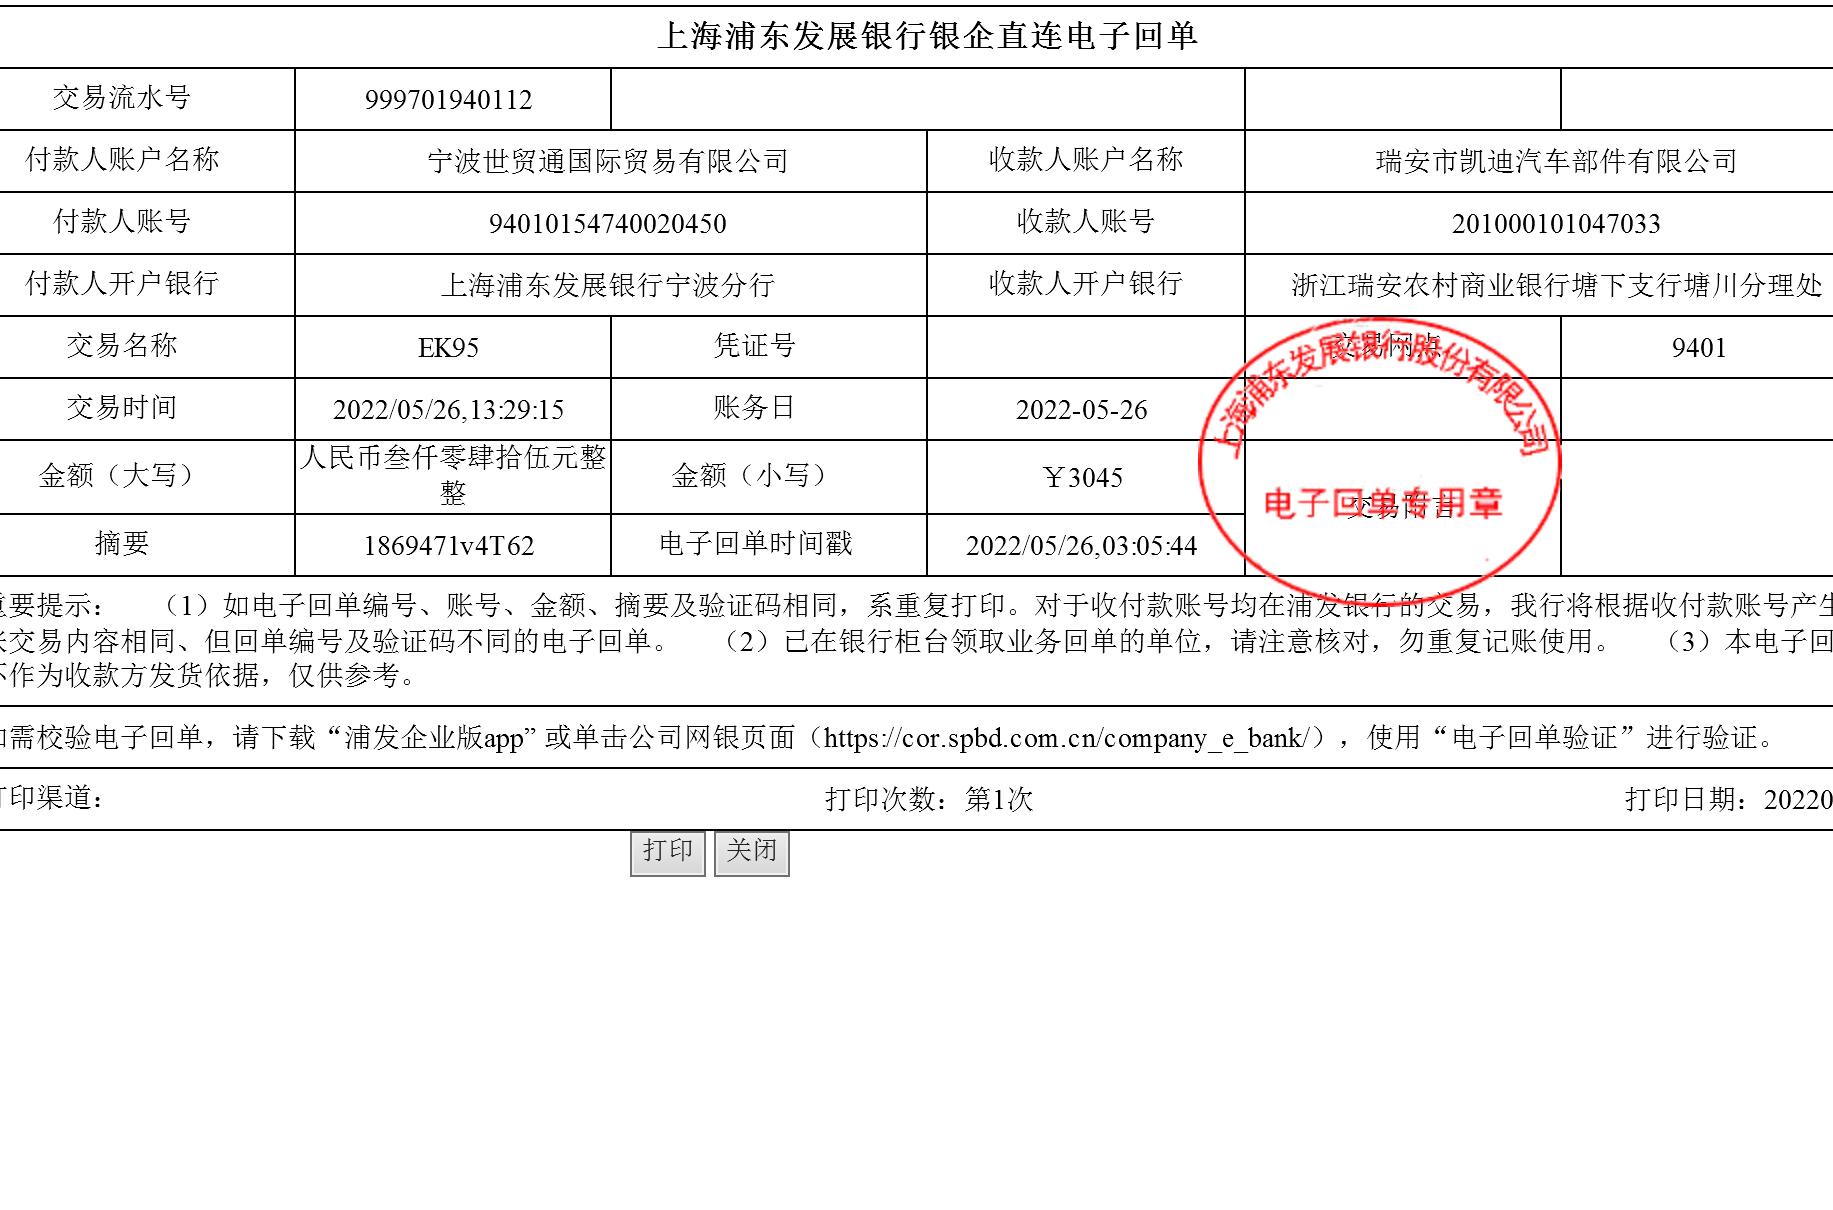 上海浦东发展银行银企直连电子回单
交易流水号 999701940112
付款人账户名称 宁波世贸通国际贸易有限公司 收款人账户名称 瑞安市凯迪汽车部件有限公司
付款人账号 94010154740020450 收款人账号 201000101047033
付款人开户银行 上海浦东发展银行宁波分行 收款人开户银行 浙江瑞安农村商业银行塘下支行塘川分理处
交易名称 EK95 凭证号 交易网点 9401
上海浦东发展银行股份有限公司
交易时间 2022/05/26,13:29:15 账务日 2022-05-26
金额（大写） 人民币叁仟零肆拾伍元整
整
金额（小写） ￥3045
电子回单专用章
交易附言
摘要 1869471v4T62 电子回单时间戳 2022/05/26,03:05:44
重要提示： （1）如电子回单编号、账号、金额、摘要及验证码相同，系重复打印。对于收付款账号均在浦发银行的交易，我行将根据收付款账号产生
交易内容相同、但回单编号及验证码不同的电子回单。 （2）已在银行柜台领取业务回单的单位，请注意核对，勿重复记账使用。 （3）本电子回
不作为收款方发货依据，仅供参考。
如需校验电子回单，请下载“浦发企业版app” 或单击公司网银页面（https://cor.spbd.com.cn/company_e_bank/），使用“电子回单验证”进行验证。
打印渠道： 打印次数：第1次 打印日期：20220
打印 关闭